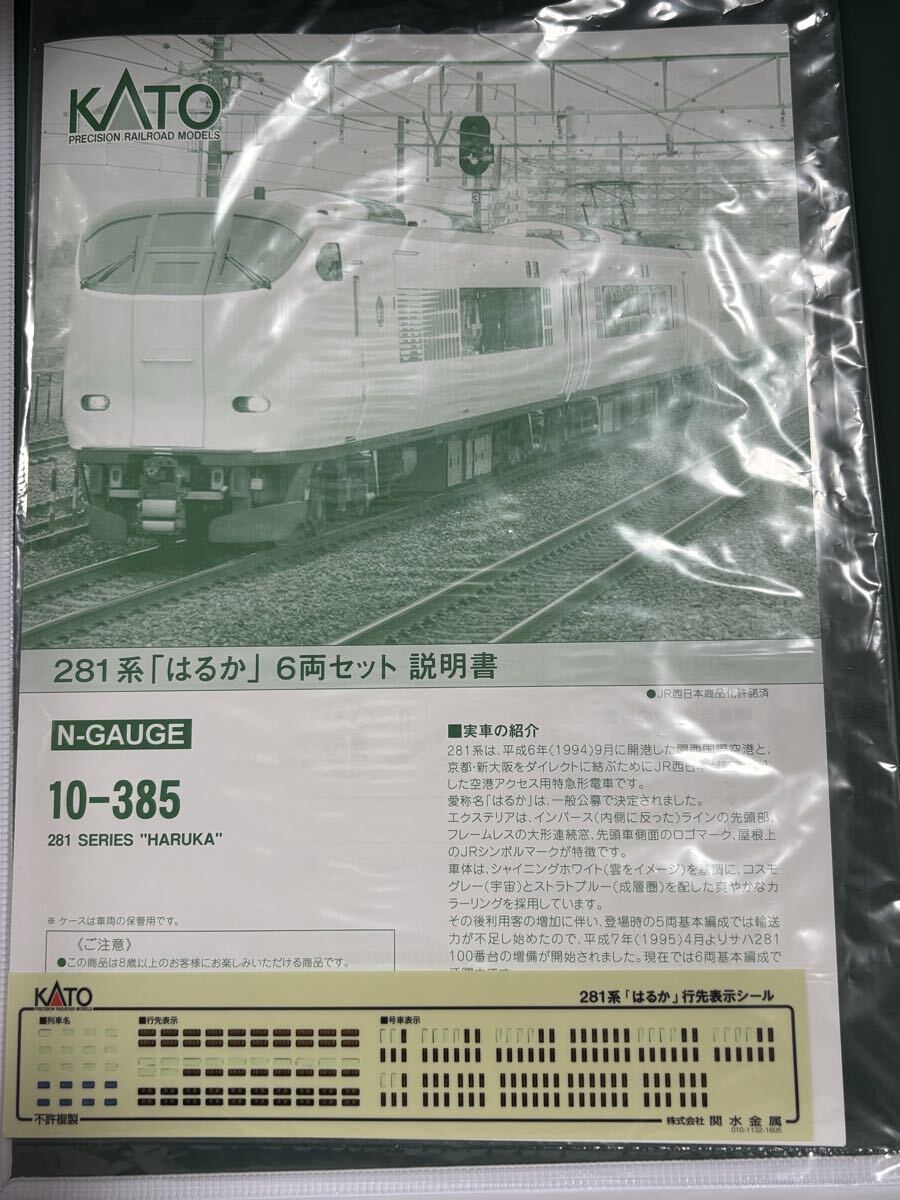 KATO
PRECISION RAILROAD MODELS
281系「はるか」 6両セット 説明書
●JR西日本商品化許諾済
N-GAUGE
10-385
281 SERIES "HARUKA"
※ ケースは車両の保管用です。
《ご注意》
●この商品は8歳以上のお客様にお楽しみいただける商品です。
■実車の紹介
281系は、平成6年(1994)9月に開港した関西国際空港と、
京都・新大阪をダイレクトに結ぶためにJR西日本が
した空港アクセス用特急形電車です。
愛称名「はるか」は、一般公募で決定されました。
エクステリアは、インバース(内側に反った)ラインの先頭部、
フレームレスの大形連続窓、先頭車側面のロゴマーク、屋根上
のJRシンボルマークが特徴です。
車体は、シャイニングホワイト(雲をイメージ)を基調に、コスモ
グレー(宇宙)とストラトブルー(成層圏)を配した爽やかなカ
ラーリングを採用しています。
その後利用客の増加に伴い、登場時の5両基本編成では輸送
力が不足し始めたので、平成7年(1995)4月よりサハ281
100番台の増備が開始されました。現在では6両基本編成で
KATO
PRECISION RAILROAD MODELS
281系「はるか」行先表示シール
■列車名
■行先表示
■号車表示
不許複製
株式会社 関水金属
010-1132-1605